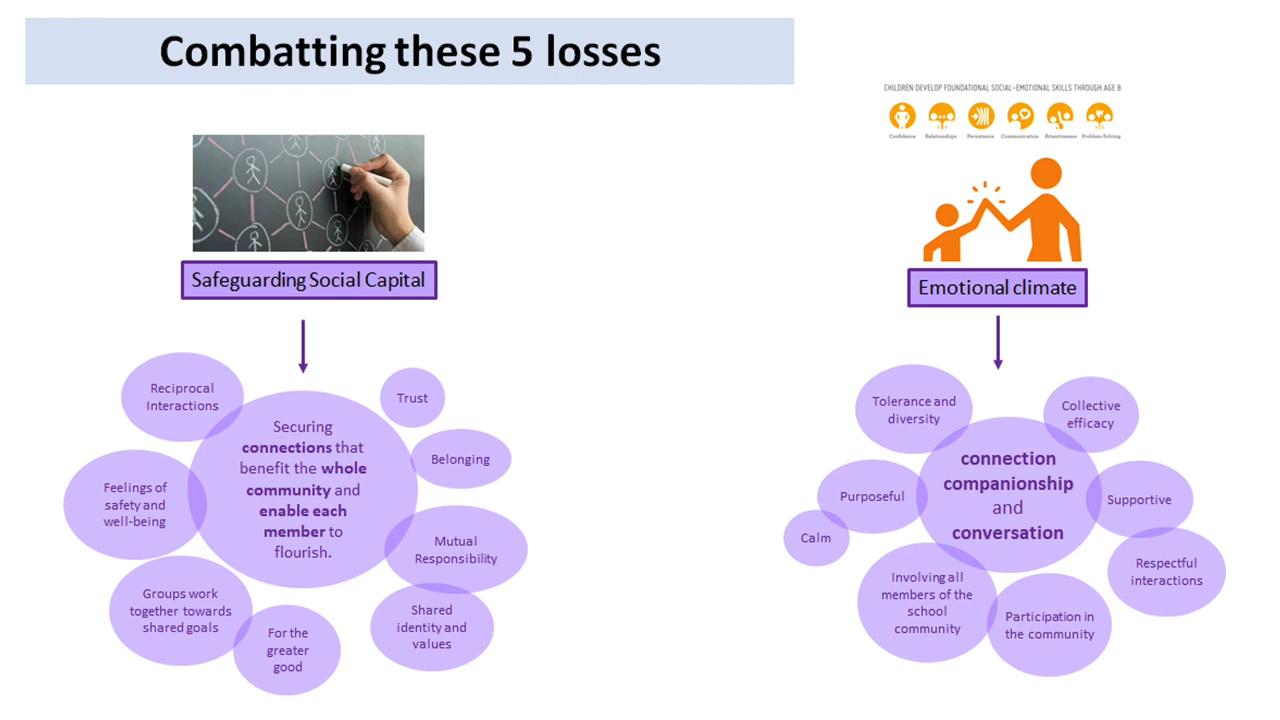 Combatting these 5 losses
CHILDREN DEVELOP FOUNDATIONAL SOCIAL-EMOTIONAL SKILLS THROUGH AGE 8
Confidence Relationships Persistence Communication Attentiveness Problem-Solving
Safeguarding Social Capital
Reciprocal
Interactions
Trust
Securing
connections that
benefit the whole
community and
enable each
member to
flourish.
Belonging
Feelings of
safety and
well-being
Mutual
Responsibility
Groups work
together towards
shared goals
For the
greater
good
Shared
identity and
values
Emotional climate
Tolerance and
diversity
Collective
efficacy
connection
companionship
and
conversation
Purposeful
Supportive
Calm
Respectful
interactions
Involving all
members of the
school
community
Participation in
the community